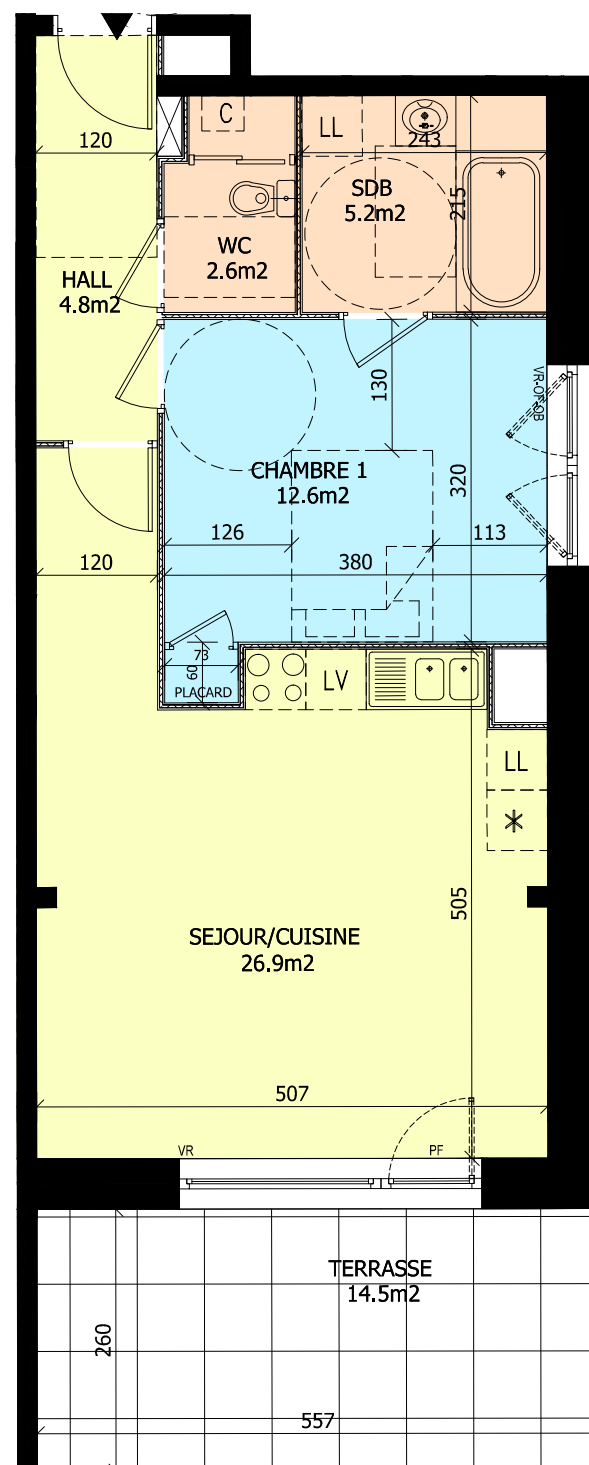 C
LL
120
243
SDB
5.2m2
215
WC
2.6m2
HALL
4.8m2
130
VR-OF-OB
CHAMBRE 1
12.6m2
320
126
113
120
380
73
60
PLACARD
LV
LL
505
SEJOUR/CUISINE
26.9m2
507
VR
PF
TERRASSE
14.5m2
260
557